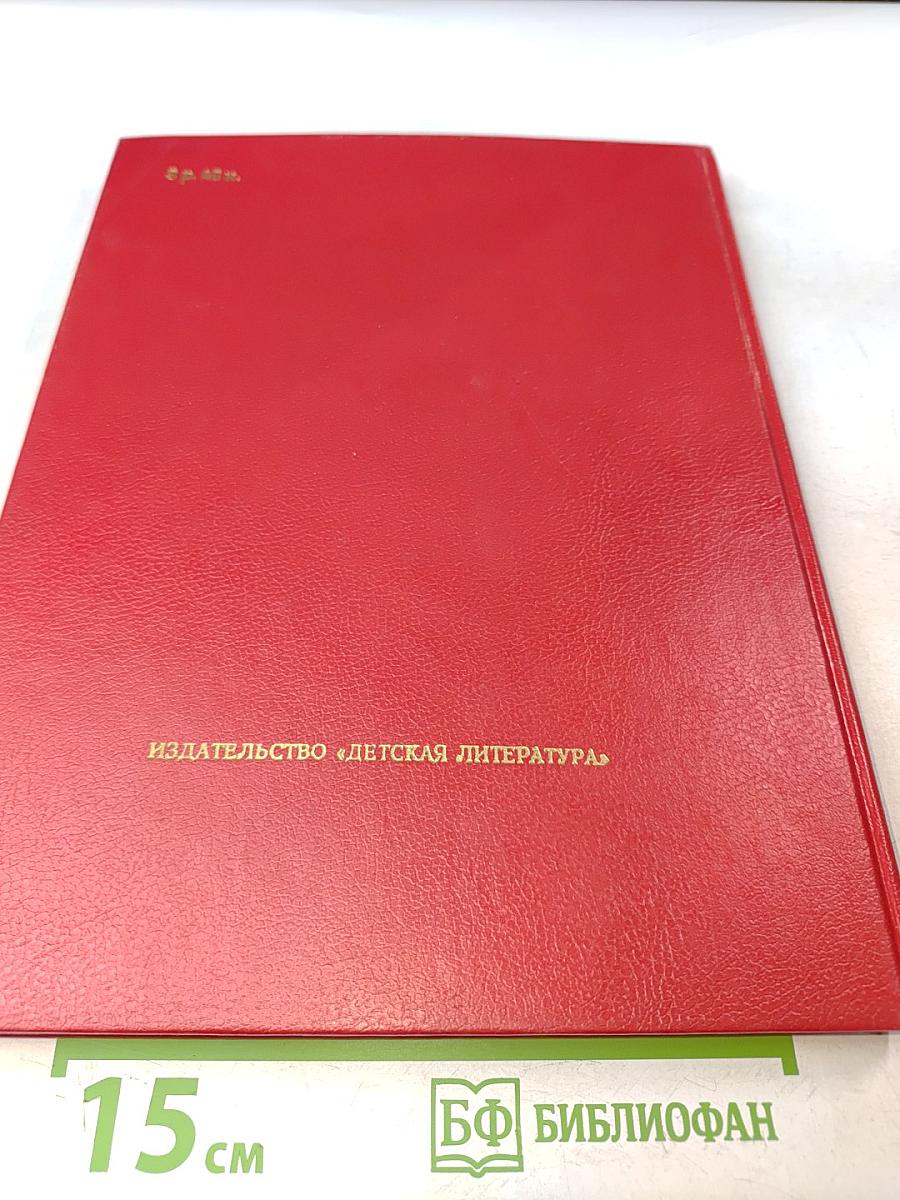 р. к.
ИЗДАТЕЛЬСТВО «ДЕТСКАЯ ЛИТЕРАТУРА»
15 см
БФ БИБЛИОФАН